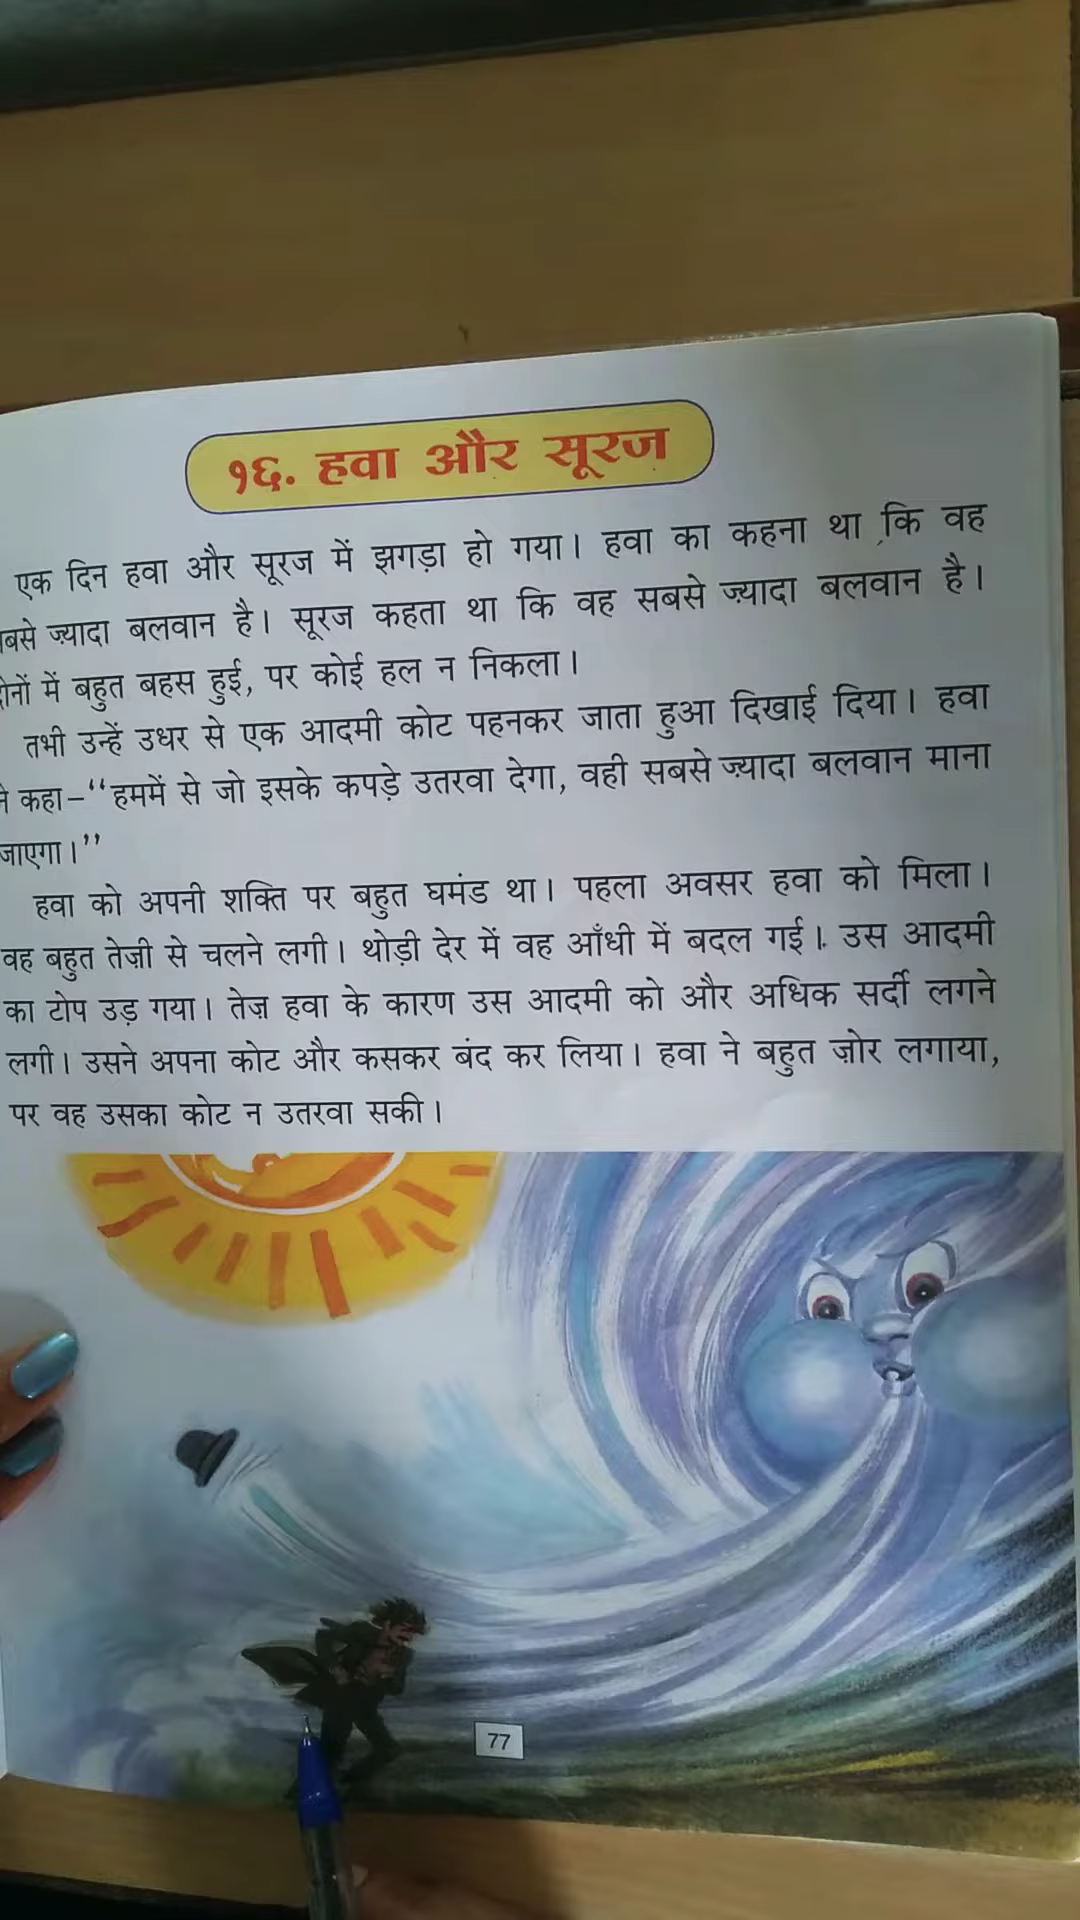 १६. हवा और सूरज
एक दिन हवा और सूरज में झगड़ा हो गया। हवा का कहना था कि वह
बसे ज़्यादा बलवान है। सूरज कहता था कि वह सबसे ज़्यादा बलवान है।
ोनों में बहुत बहस हुई, पर कोई हल न निकला।
तभी उन्हें उधर से एक आदमी कोट पहनकर जाता हुआ दिखाई दिया। हवा
ने कहा–“हममें से जो इसके कपड़े उतरवा देगा, वही सबसे ज़्यादा बलवान माना
जाएगा।”
हवा को अपनी शक्ति पर बहुत घमंड था। पहला अवसर हवा को मिला।
वह बहुत तेज़ी से चलने लगी। थोड़ी देर में वह आँधी में बदल गई। उस आदमी
का टोप उड़ गया। तेज़ हवा के कारण उस आदमी को और अधिक सर्दी लगने
लगी। उसने अपना कोट और कसकर बंद कर लिया। हवा ने बहुत ज़ोर लगाया,
पर वह उसका कोट न उतरवा सकी।
77